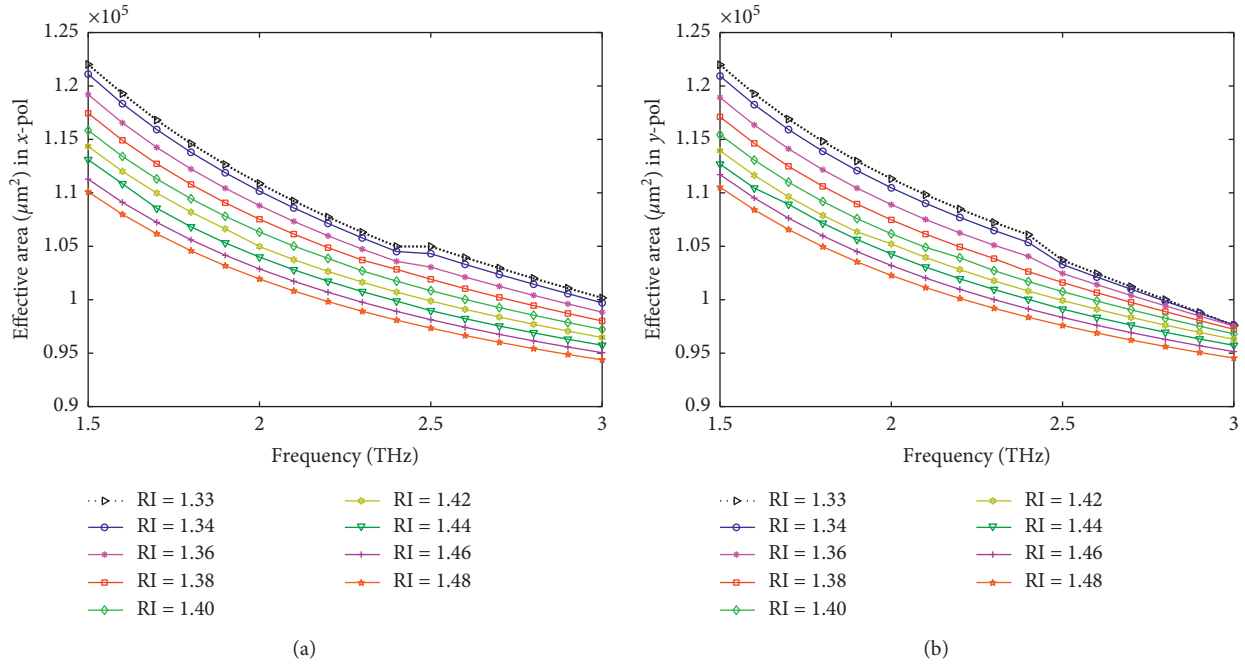 ×10⁵
1.25
1.2
1.15
1.1
1.05
1
0.95
0.9
Effective area (μm²) in x-pol
1.5
2
2.5
3
Frequency (THz)
RI = 1.33
RI = 1.34
RI = 1.36
RI = 1.38
RI = 1.40
RI = 1.42
RI = 1.44
RI = 1.46
RI = 1.48
(a)
×10⁵
1.25
1.2
1.15
1.1
1.05
1
0.95
0.9
Effective area (μm²) in y-pol
1.5
2
2.5
3
Frequency (THz)
RI = 1.33
RI = 1.34
RI = 1.36
RI = 1.38
RI = 1.40
RI = 1.42
RI = 1.44
RI = 1.46
RI = 1.48
(b)